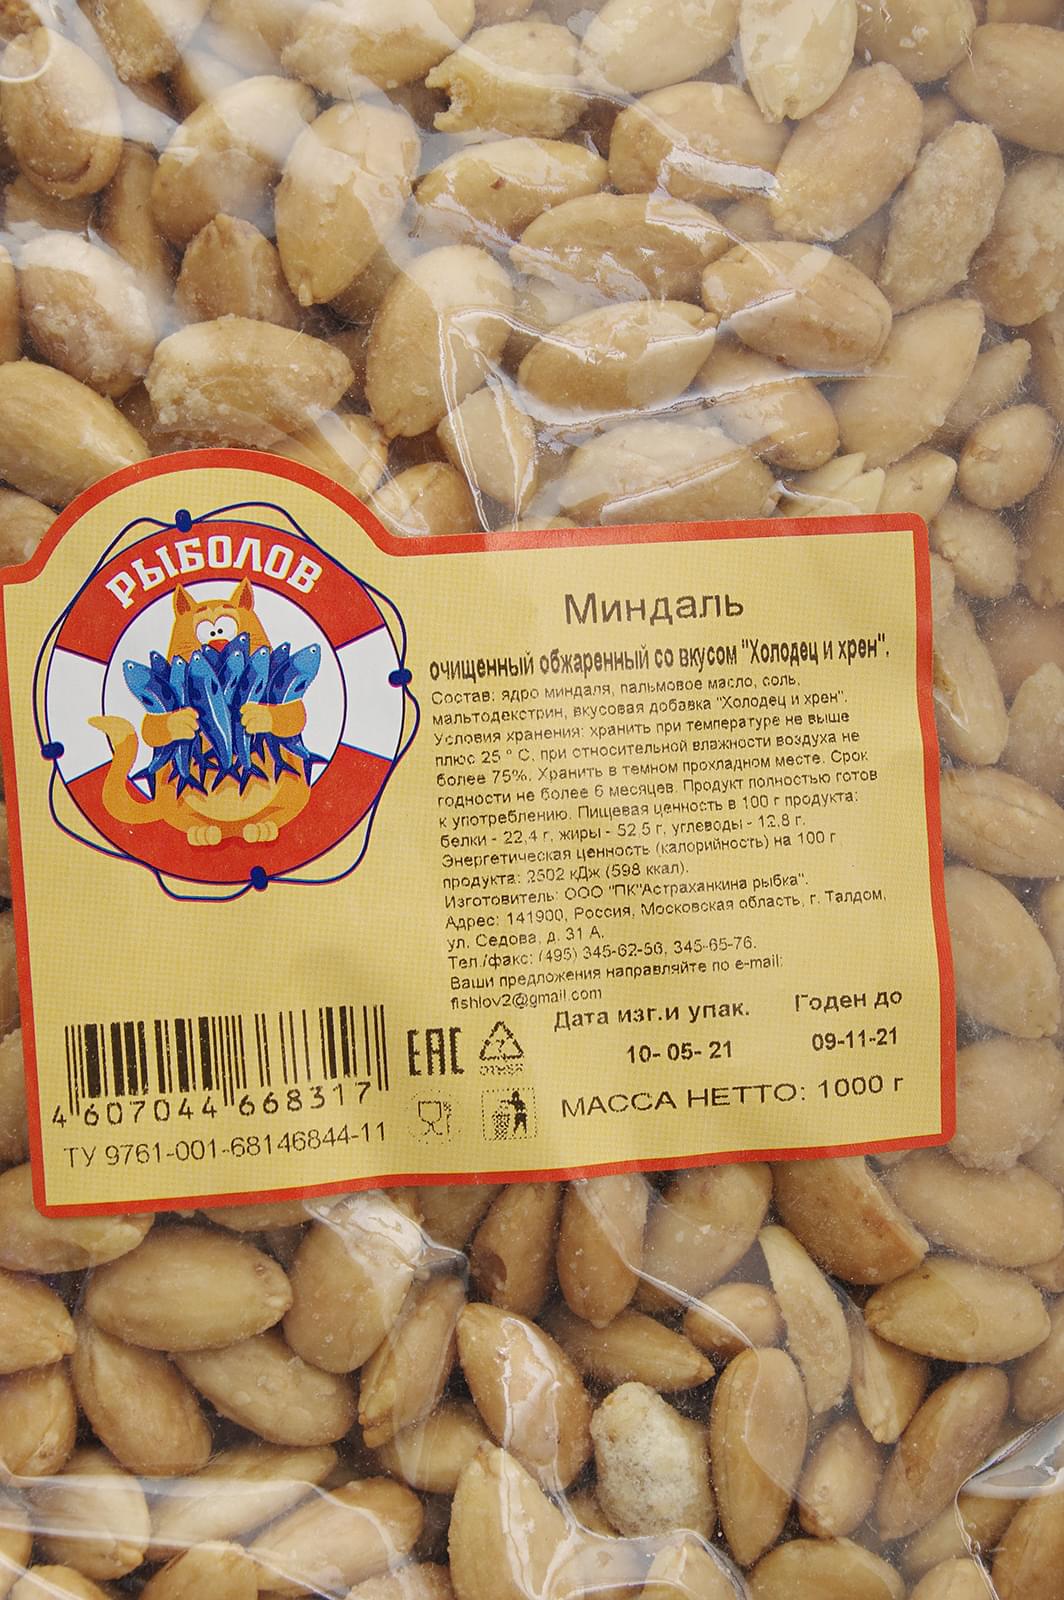 РЫБОЛОВ
Миндаль
очищенный обжаренный со вкусом "Холодец и хрен",
Состав: ядро миндаля, пальмовое масло, соль,
мальтодекстрин, вкусовая добавка "Холодец и хрен".
Условия хранения: хранить при температуре не выше
плюс 25 ° С, при относительной влажности воздуха не
более 75%. Хранить в темном прохладном месте. Срок
годности не более 6 месяцев. Продукт полностью готов
к употреблению. Пищевая ценность в 100 г продукта:
белки - 22,4 г, жиры - 52,5 г, углеводы - 12,8 г.
Энергетическая ценность (калорийность) на 100 г
продукта: 2502 кДж (598 ккал).
Изготовитель: ООО "ПК"Астраханкина рыбка".
Адрес: 141900, Россия, Московская область, г. Талдом,
ул. Седова, д. 31 А.
Тел./факс: (495) 345-62-56, 345-65-76.
Ваши предложения направляйте по e-mail:
fishlov2@gmail.com
Дата изг.и упак. Годен до
10-05-21 09-11-21
МАССА НЕТТО: 1000 г
EAC
4 607044 668317
ТУ 9761-001-68146844-11